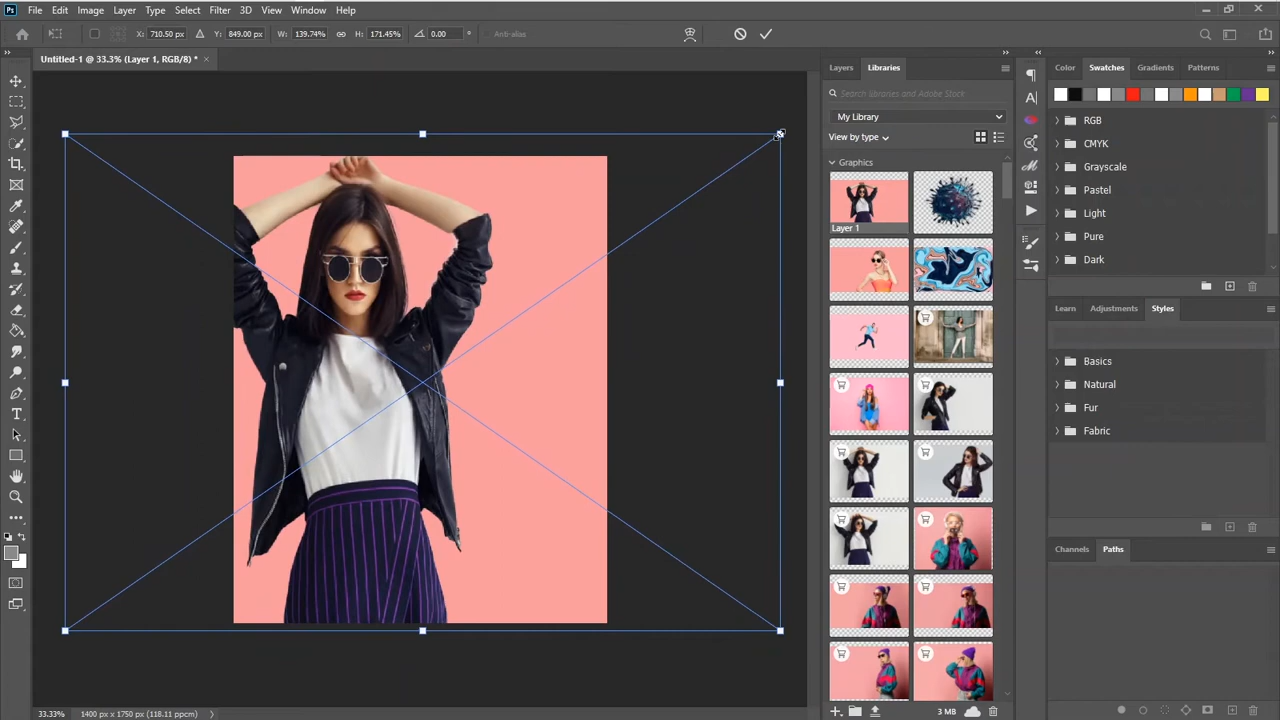 Ps File Edit Image Layer Type Select Filter 3D View Window Help
X: 710.50 px Y: 849.00 px W: 139.74% H: 171.45% 0.00 ° Anti-alias
Untitled-1 @ 33.3% (Layer 1, RGB/8) *
Layers Libraries
Search libraries and Adobe Stock
My Library
View by type
Graphics
Layer 1
3 MB
Color Swatches Gradients Patterns
RGB
CMYK
Grayscale
Pastel
Light
Pure
Dark
Learn Adjustments Styles
Basics
Natural
Fur
Fabric
Channels Paths
33.33% 1400 px x 1750 px (118.11 ppcm)